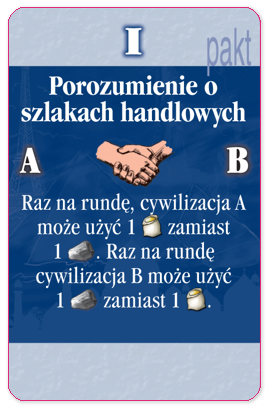 I
pakt
Porozumienie o
szlakach handlowych
A B
Raz na rundę, cywilizacja A
może użyć 1 zamiast
1 . Raz na rundę
cywilizacja B może użyć
1 zamiast 1 .